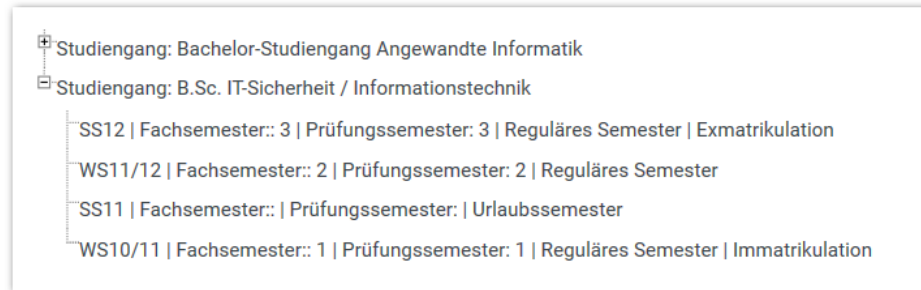 Studiengang: Bachelor-Studiengang Angewandte Informatik
Studiengang: B.Sc. IT-Sicherheit / Informationstechnik
SS12 | Fachsemester:: 3 | Prüfungssemester: 3 | Reguläres Semester | Exmatrikulation
WS11/12 | Fachsemester:: 2 | Prüfungssemester: 2 | Reguläres Semester
SS11 | Fachsemester:: | Prüfungssemester: | Urlaubssemester
WS10/11 | Fachsemester:: 1 | Prüfungssemester: 1 | Reguläres Semester | Immatrikulation